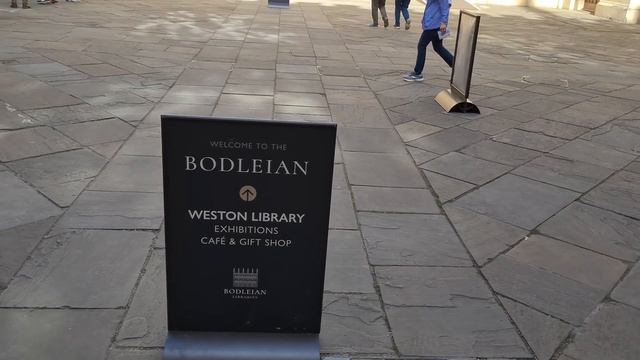 WELCOME TO THE
BODLEIAN
WESTON LIBRARY
EXHIBITIONS
CAFÉ & GIFT SHOP
BODLEIAN
LIBRARIES